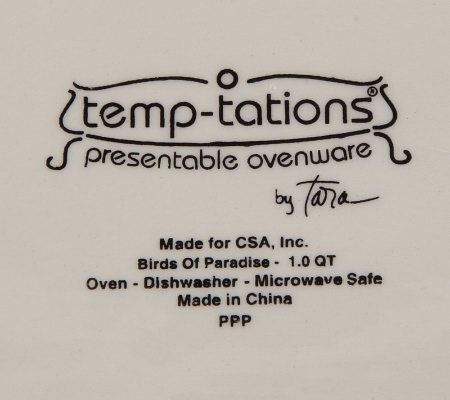 temp-tations®
presentable ovenware
by Tara
Made for CSA, Inc.
Birds Of Paradise - 1.0 QT
Oven - Dishwasher - Microwave Safe
Made in China
PPP